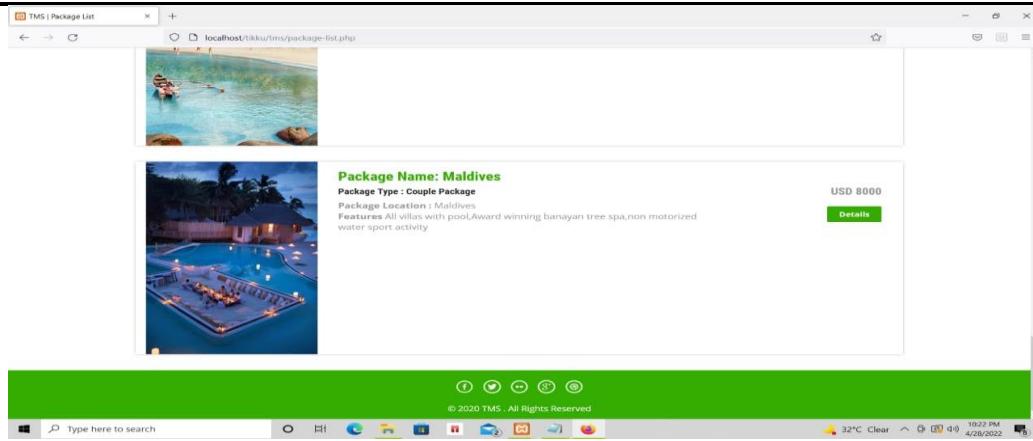 TMS | Package List
localhost/tikku/tms/package-list.php
Package Name: Maldives
Package Type : Couple Package
USD 8000
Package Location : Maldives
Details
Features All villas with pool,Award winning banayan tree spa,non motorized
water sport activity
© 2020 TMS . All Rights Reserved
Type here to search
32°C Clear
10:22 PM
4/28/2022